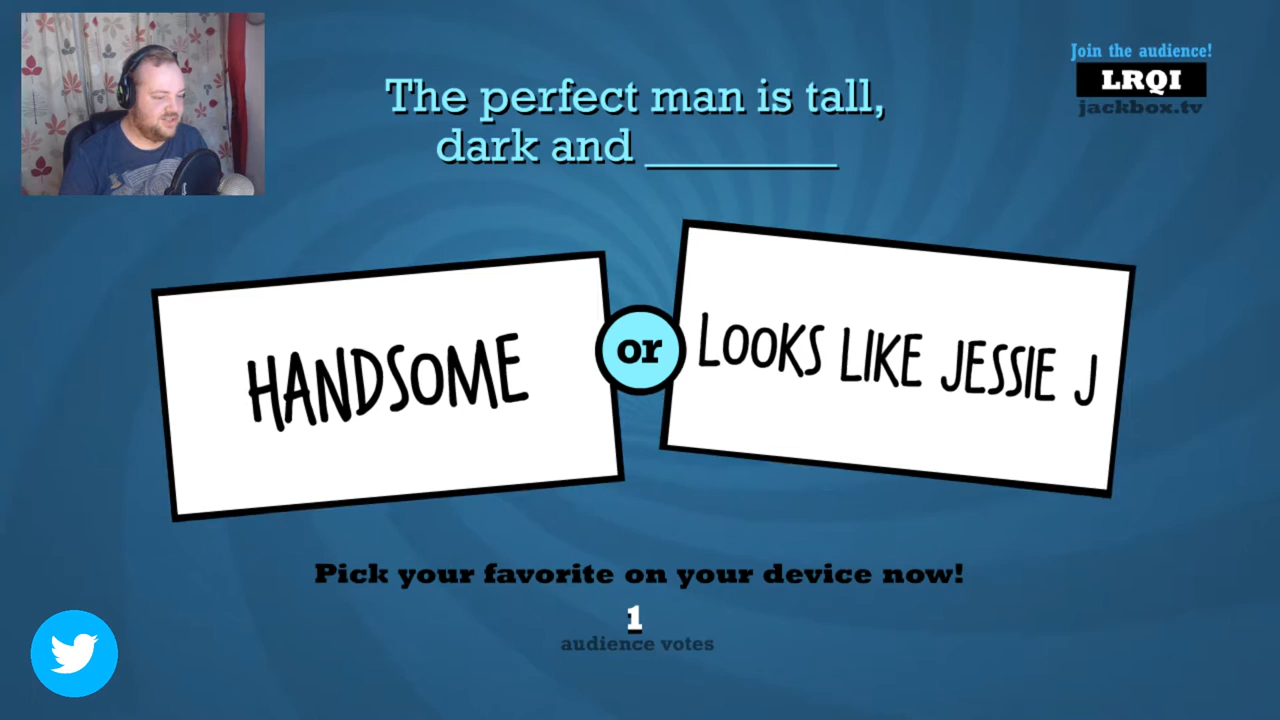 Join the audience!
LRQI
jackbox.tv
The perfect man is tall,
dark and ________
HANDSOME
or
LOOKS LIKE JESSIE J
Pick your favorite on your device now!
1
audience votes